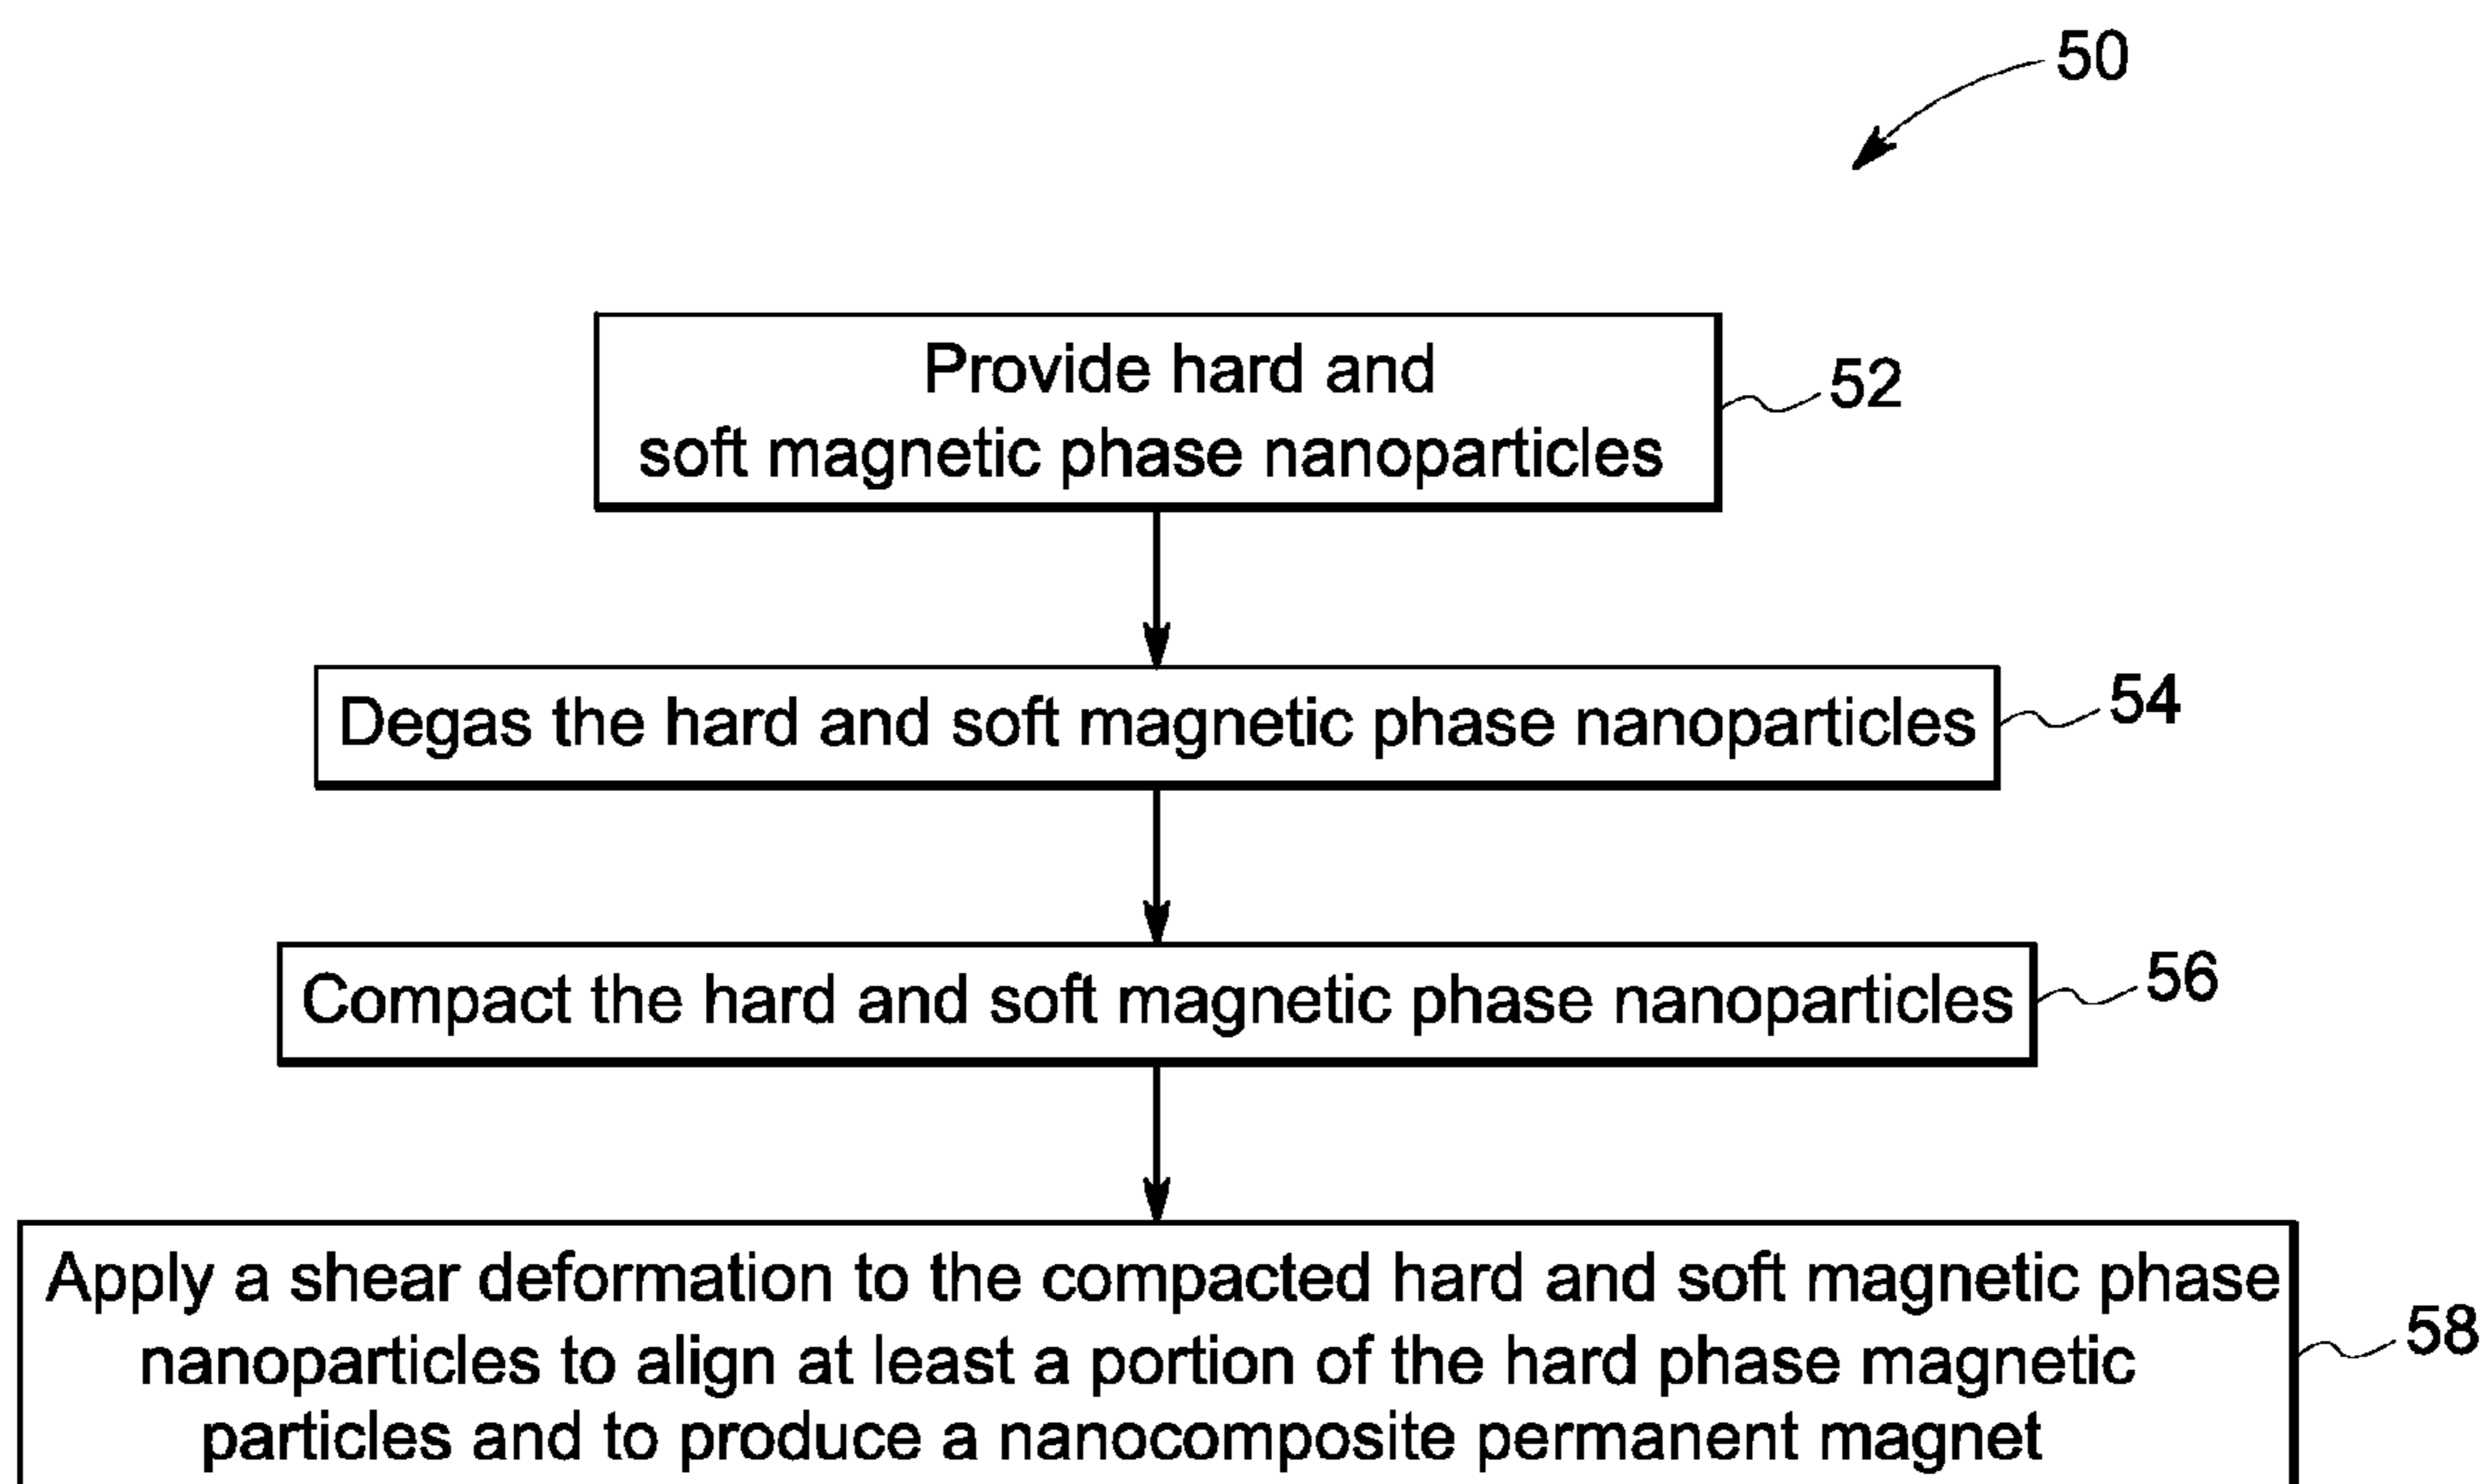 50
Provide hard and
soft magnetic phase nanoparticles
52
Degas the hard and soft magnetic phase nanoparticles
54
Compact the hard and soft magnetic phase nanoparticles
56
Apply a shear deformation to the compacted hard and soft magnetic phase
nanoparticles to align at least a portion of the hard phase magnetic
particles and to produce a nanocomposite permanent magnet
58